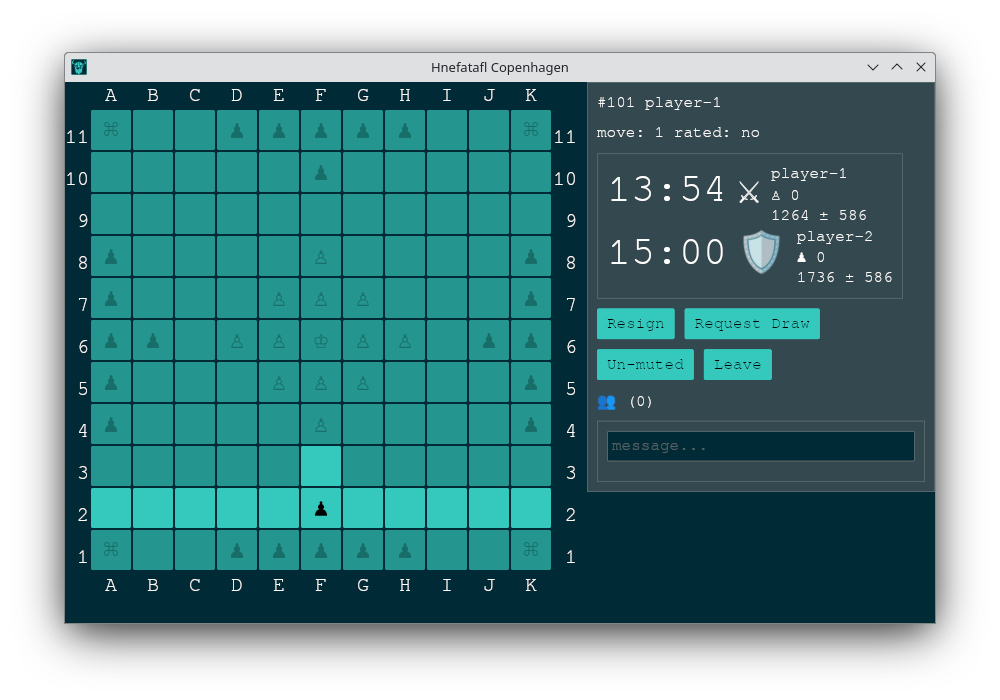 Hnefatafl Copenhagen
A B C D E F G H I J K
11 ⌘ ♟ ♟ ♟ ♟ ♟ ⌘ 11
10 ♟ 10
9 9
8 ♟ ♙ ♟ 8
7 ♟ ♙ ♙ ♙ ♟ 7
6 ♟ ♟ ♙ ♙ ♔ ♙ ♙ ♟ ♟ 6
5 ♟ ♙ ♙ ♙ ♟ 5
4 ♟ ♙ ♟ 4
3 3
2 ♟ 2
1 ⌘ ♟ ♟ ♟ ♟ ♟ ⌘ 1
A B C D E F G H I J K
#101 player-1
move: 1 rated: no
13:54 player-1
♙ 0
1264 ± 586
15:00 player-2
♟ 0
1736 ± 586
Resign Request Draw
Un-muted Leave
(0)
message...